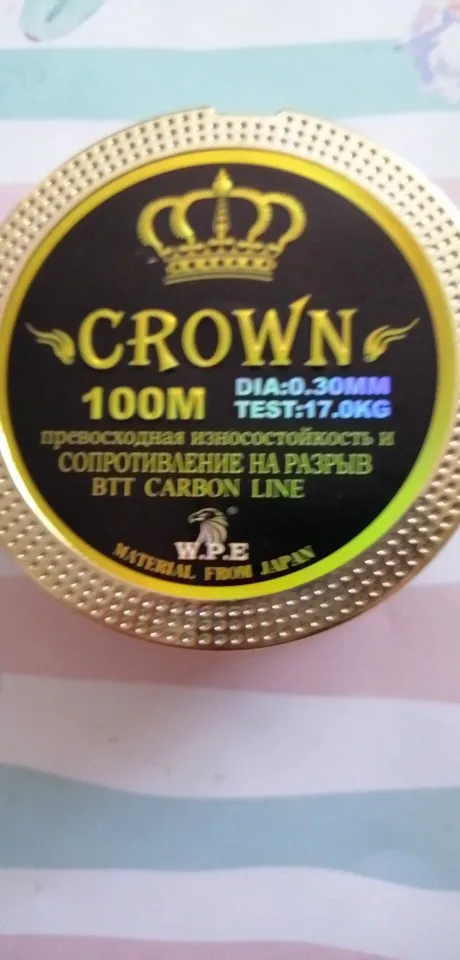 CROWN
100M
DIA:0.30MM
TEST:17.0KG
превосходная износостойкость и
СОПРОТИВЛЕНИЕ НА РАЗРЫВ
BTT CARBON LINE
W.P.E®
MATERIAL FROM JAPAN